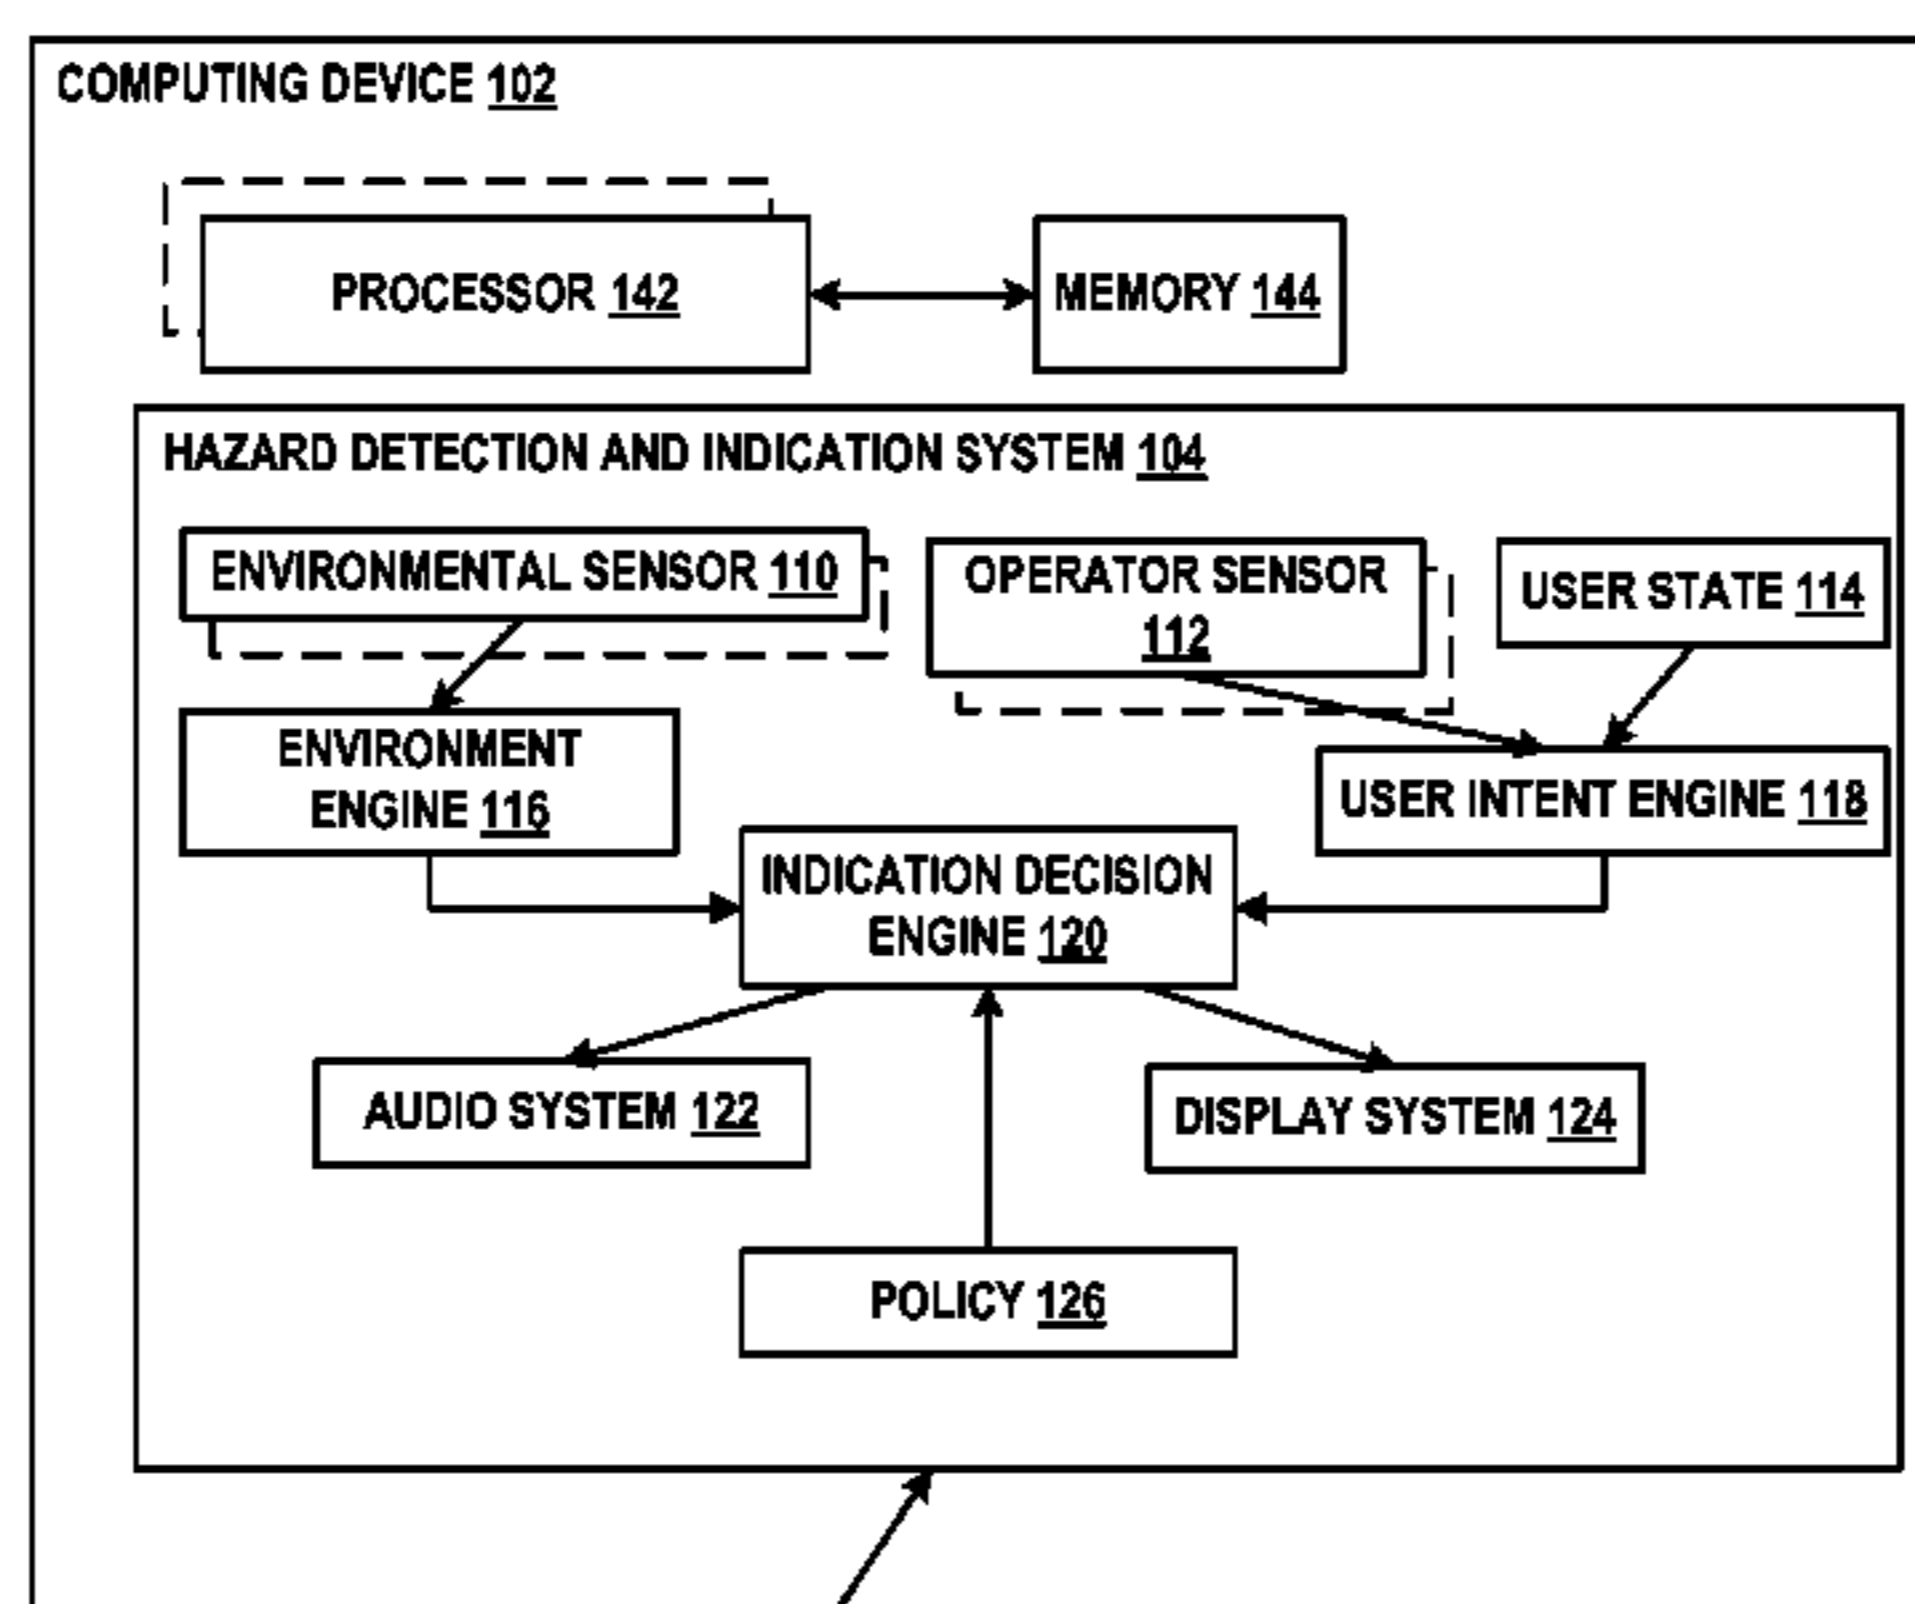 COMPUTING DEVICE 102
PROCESSOR 142
MEMORY 144
HAZARD DETECTION AND INDICATION SYSTEM 104
ENVIRONMENTAL SENSOR 110
OPERATOR SENSOR
112
USER STATE 114
ENVIRONMENT
ENGINE 116
USER INTENT ENGINE 118
INDICATION DECISION
ENGINE 120
AUDIO SYSTEM 122
DISPLAY SYSTEM 124
POLICY 126